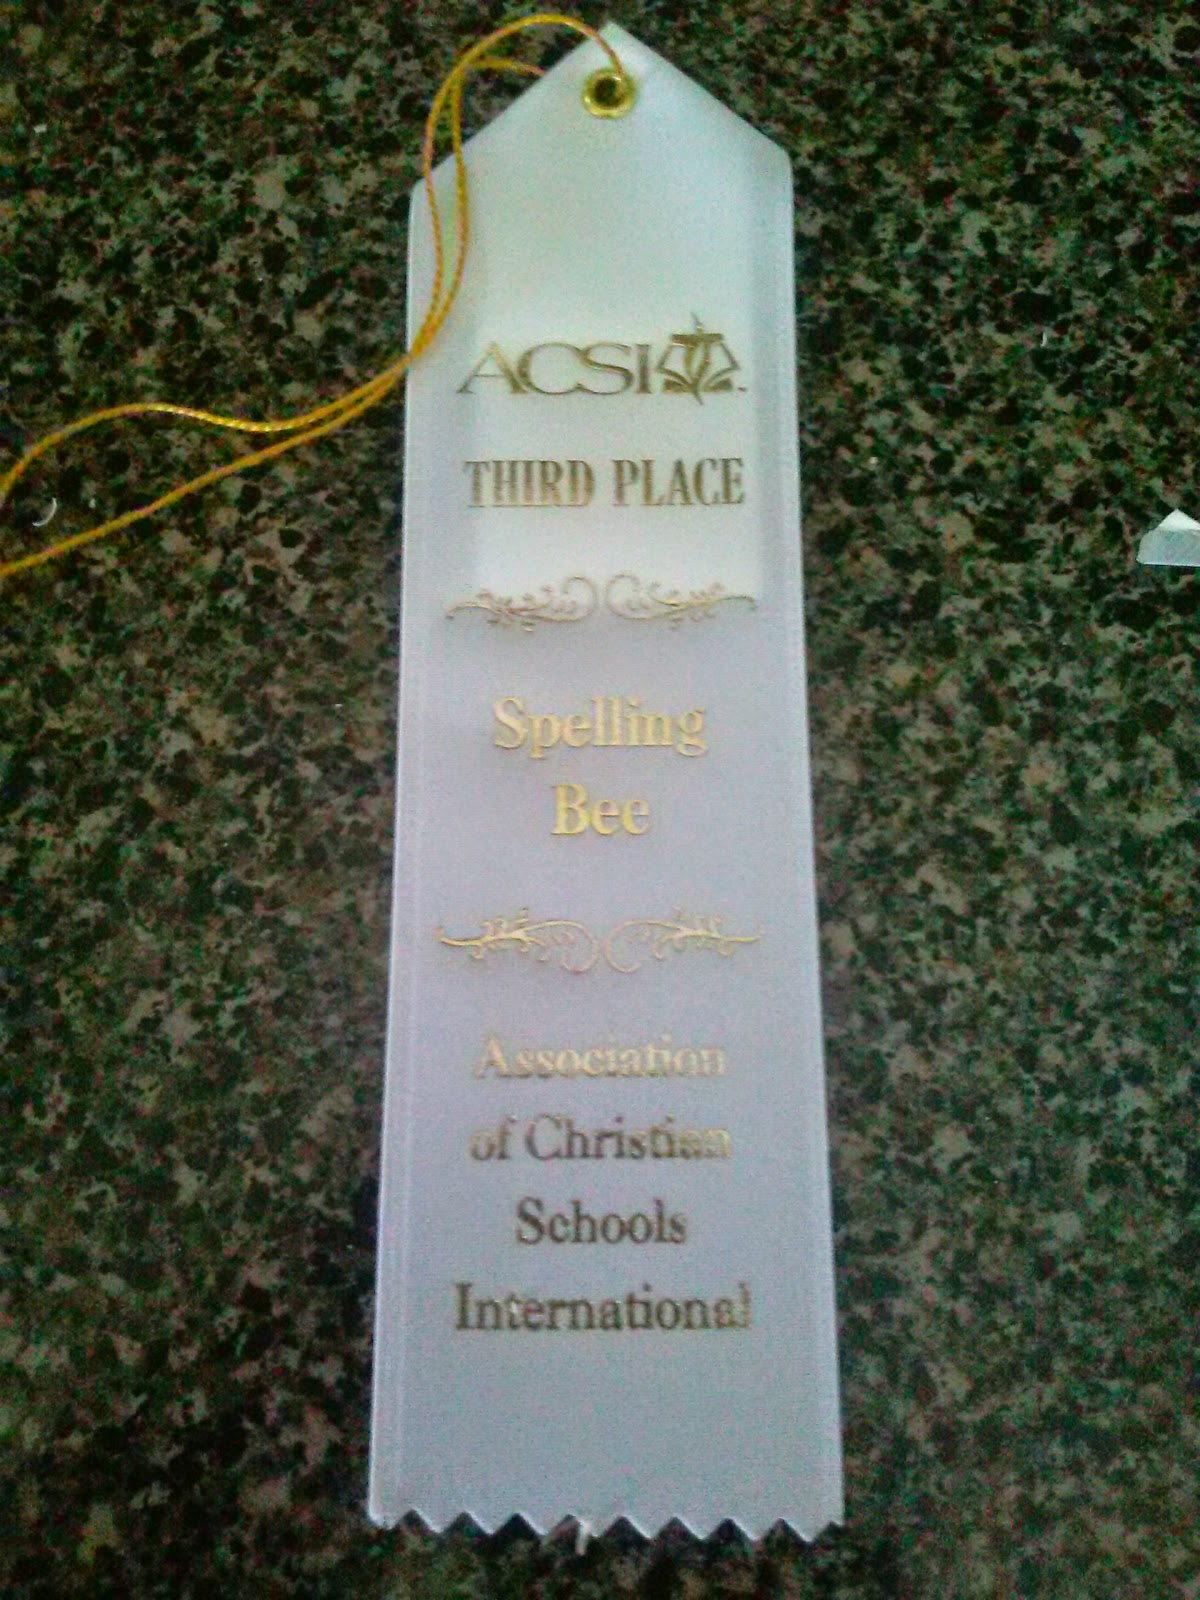 ACSI
THIRD PLACE
Spelling
Bee
Association
of Christian
Schools
International